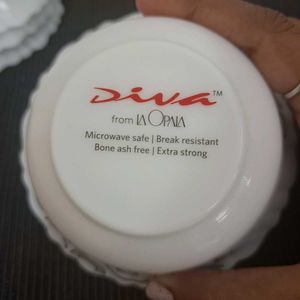 Diva™
from LA OPALA
Microwave safe | Break resistant
Bone ash free | Extra strong